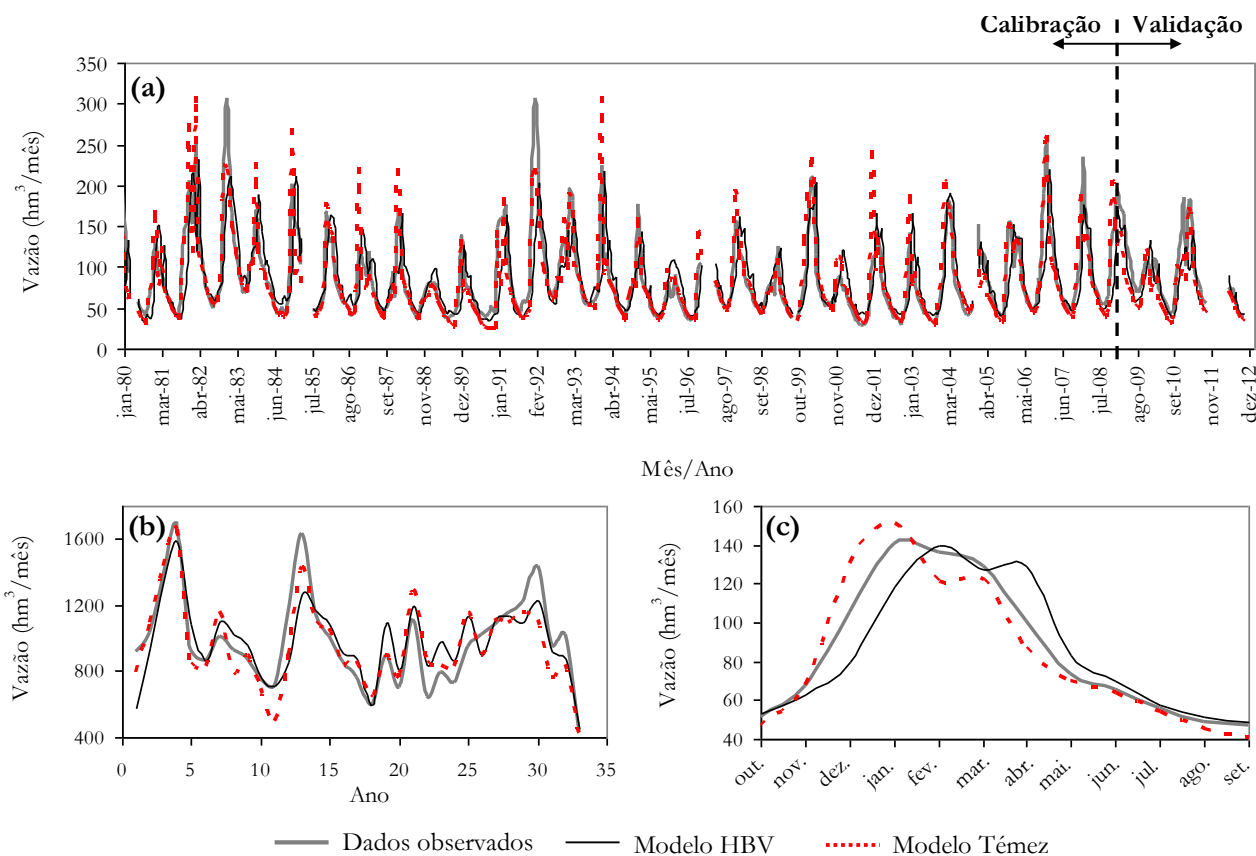 Calibração Validação
350
300
250
200
150
100
50
0
(a)
Vazão (hm³/mês)
jan-80 mar-81 abr-82 mai-83 jun-84 jul-85 ago-86 set-87 nov-88 dez-89 jan-91 fev-92 mar-93 abr-94 mai-95 jul-96 ago-97 set-98 out-99 nov-00 dez-01 jan-03 mar-04 abr-05 mai-06 jun-07 jul-08 ago-09 set-10 nov-11 dez-12
Mês/Ano
(b)
Vazão (hm³/mês)
1600
1200
800
400
0 5 10 15 20 25 30 35
Ano
(c)
Vazão (hm³/mês)
160
140
120
100
80
60
40
out. nov. dez. jan. fev. mar. abr. mai. jun. jul. ago. set.
Dados observados Modelo HBV Modelo Témez